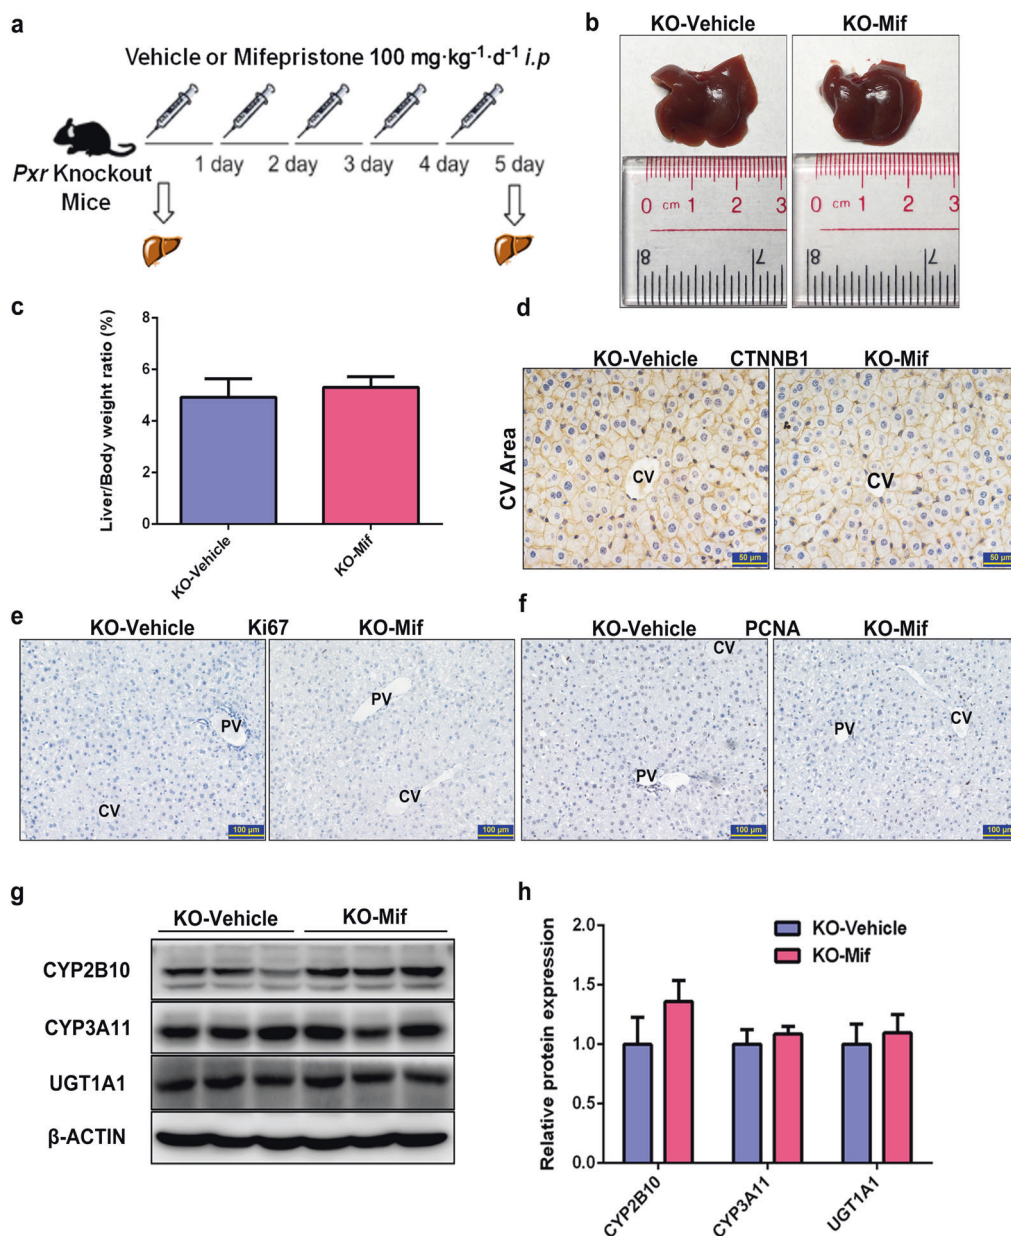 a
Vehicle or Mifepristone 100 mg·kg⁻¹·d⁻¹ i.p
Pxr Knockout
Mice
1 day
2 day
3 day
4 day
5 day
b
KO-Vehicle
KO-Mif
0 cm 1 2 3
8 7
0 cm 1 2 3
8 7
c
Liver/Body weight ratio (%)
8
6
4
2
0
KO-Vehicle
KO-Mif
d
KO-Vehicle CTNNB1 KO-Mif
CV Area
CV
CV
50 µm
50 µm
e
KO-Vehicle Ki67 KO-Mif
PV
CV
100 µm
PV
CV
100 µm
f
KO-Vehicle PCNA KO-Mif
CV
PV
100 µm
PV
CV
100 µm
g
KO-Vehicle KO-Mif
CYP2B10
CYP3A11
UGT1A1
β-ACTIN
h
Relative protein expression
2.0
1.5
1.0
0.5
0.0
KO-Vehicle
KO-Mif
CYP2B10
CYP3A11
UGT1A1